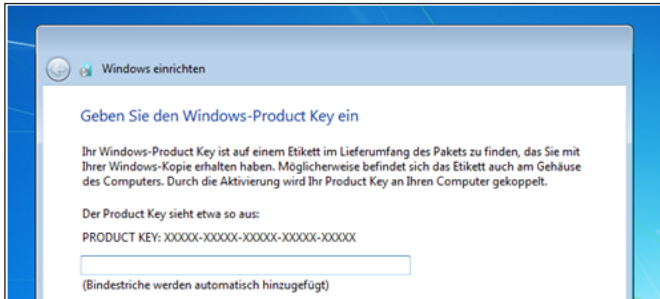 Windows einrichten
Geben Sie den Windows-Product Key ein
Ihr Windows-Product Key ist auf einem Etikett im Lieferumfang des Pakets zu finden, das Sie mit
Ihrer Windows-Kopie erhalten haben. Möglicherweise befindet sich das Etikett auch am Gehäuse
des Computers. Durch die Aktivierung wird Ihr Product Key an Ihren Computer gekoppelt.
Der Product Key sieht etwa so aus:
PRODUCT KEY: XXXXX-XXXXX-XXXXX-XXXXX-XXXXX
(Bindestriche werden automatisch hinzugefügt)